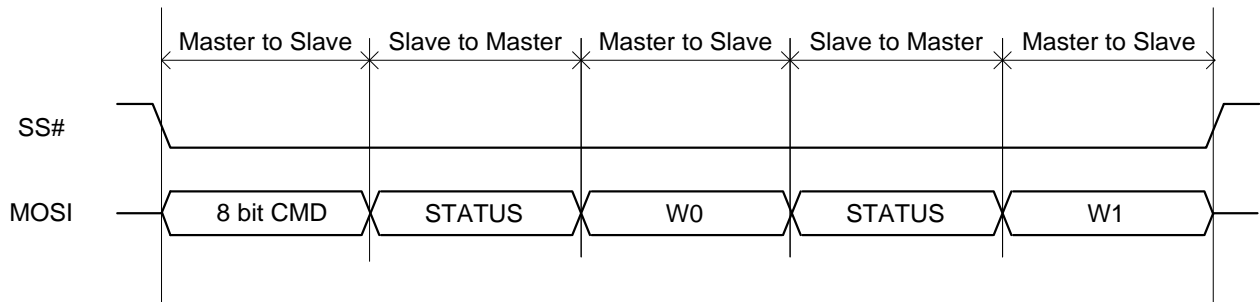 Master to Slave Slave to Master Master to Slave Slave to Master Master to Slave
SS#
MOSI 8 bit CMD STATUS W0 STATUS W1